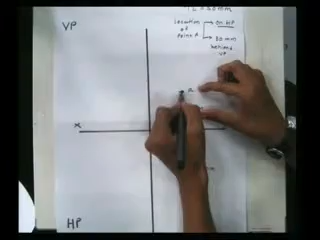 VP
Location → on HP
of
Point A → 50 mm
behind
VP
X
HP